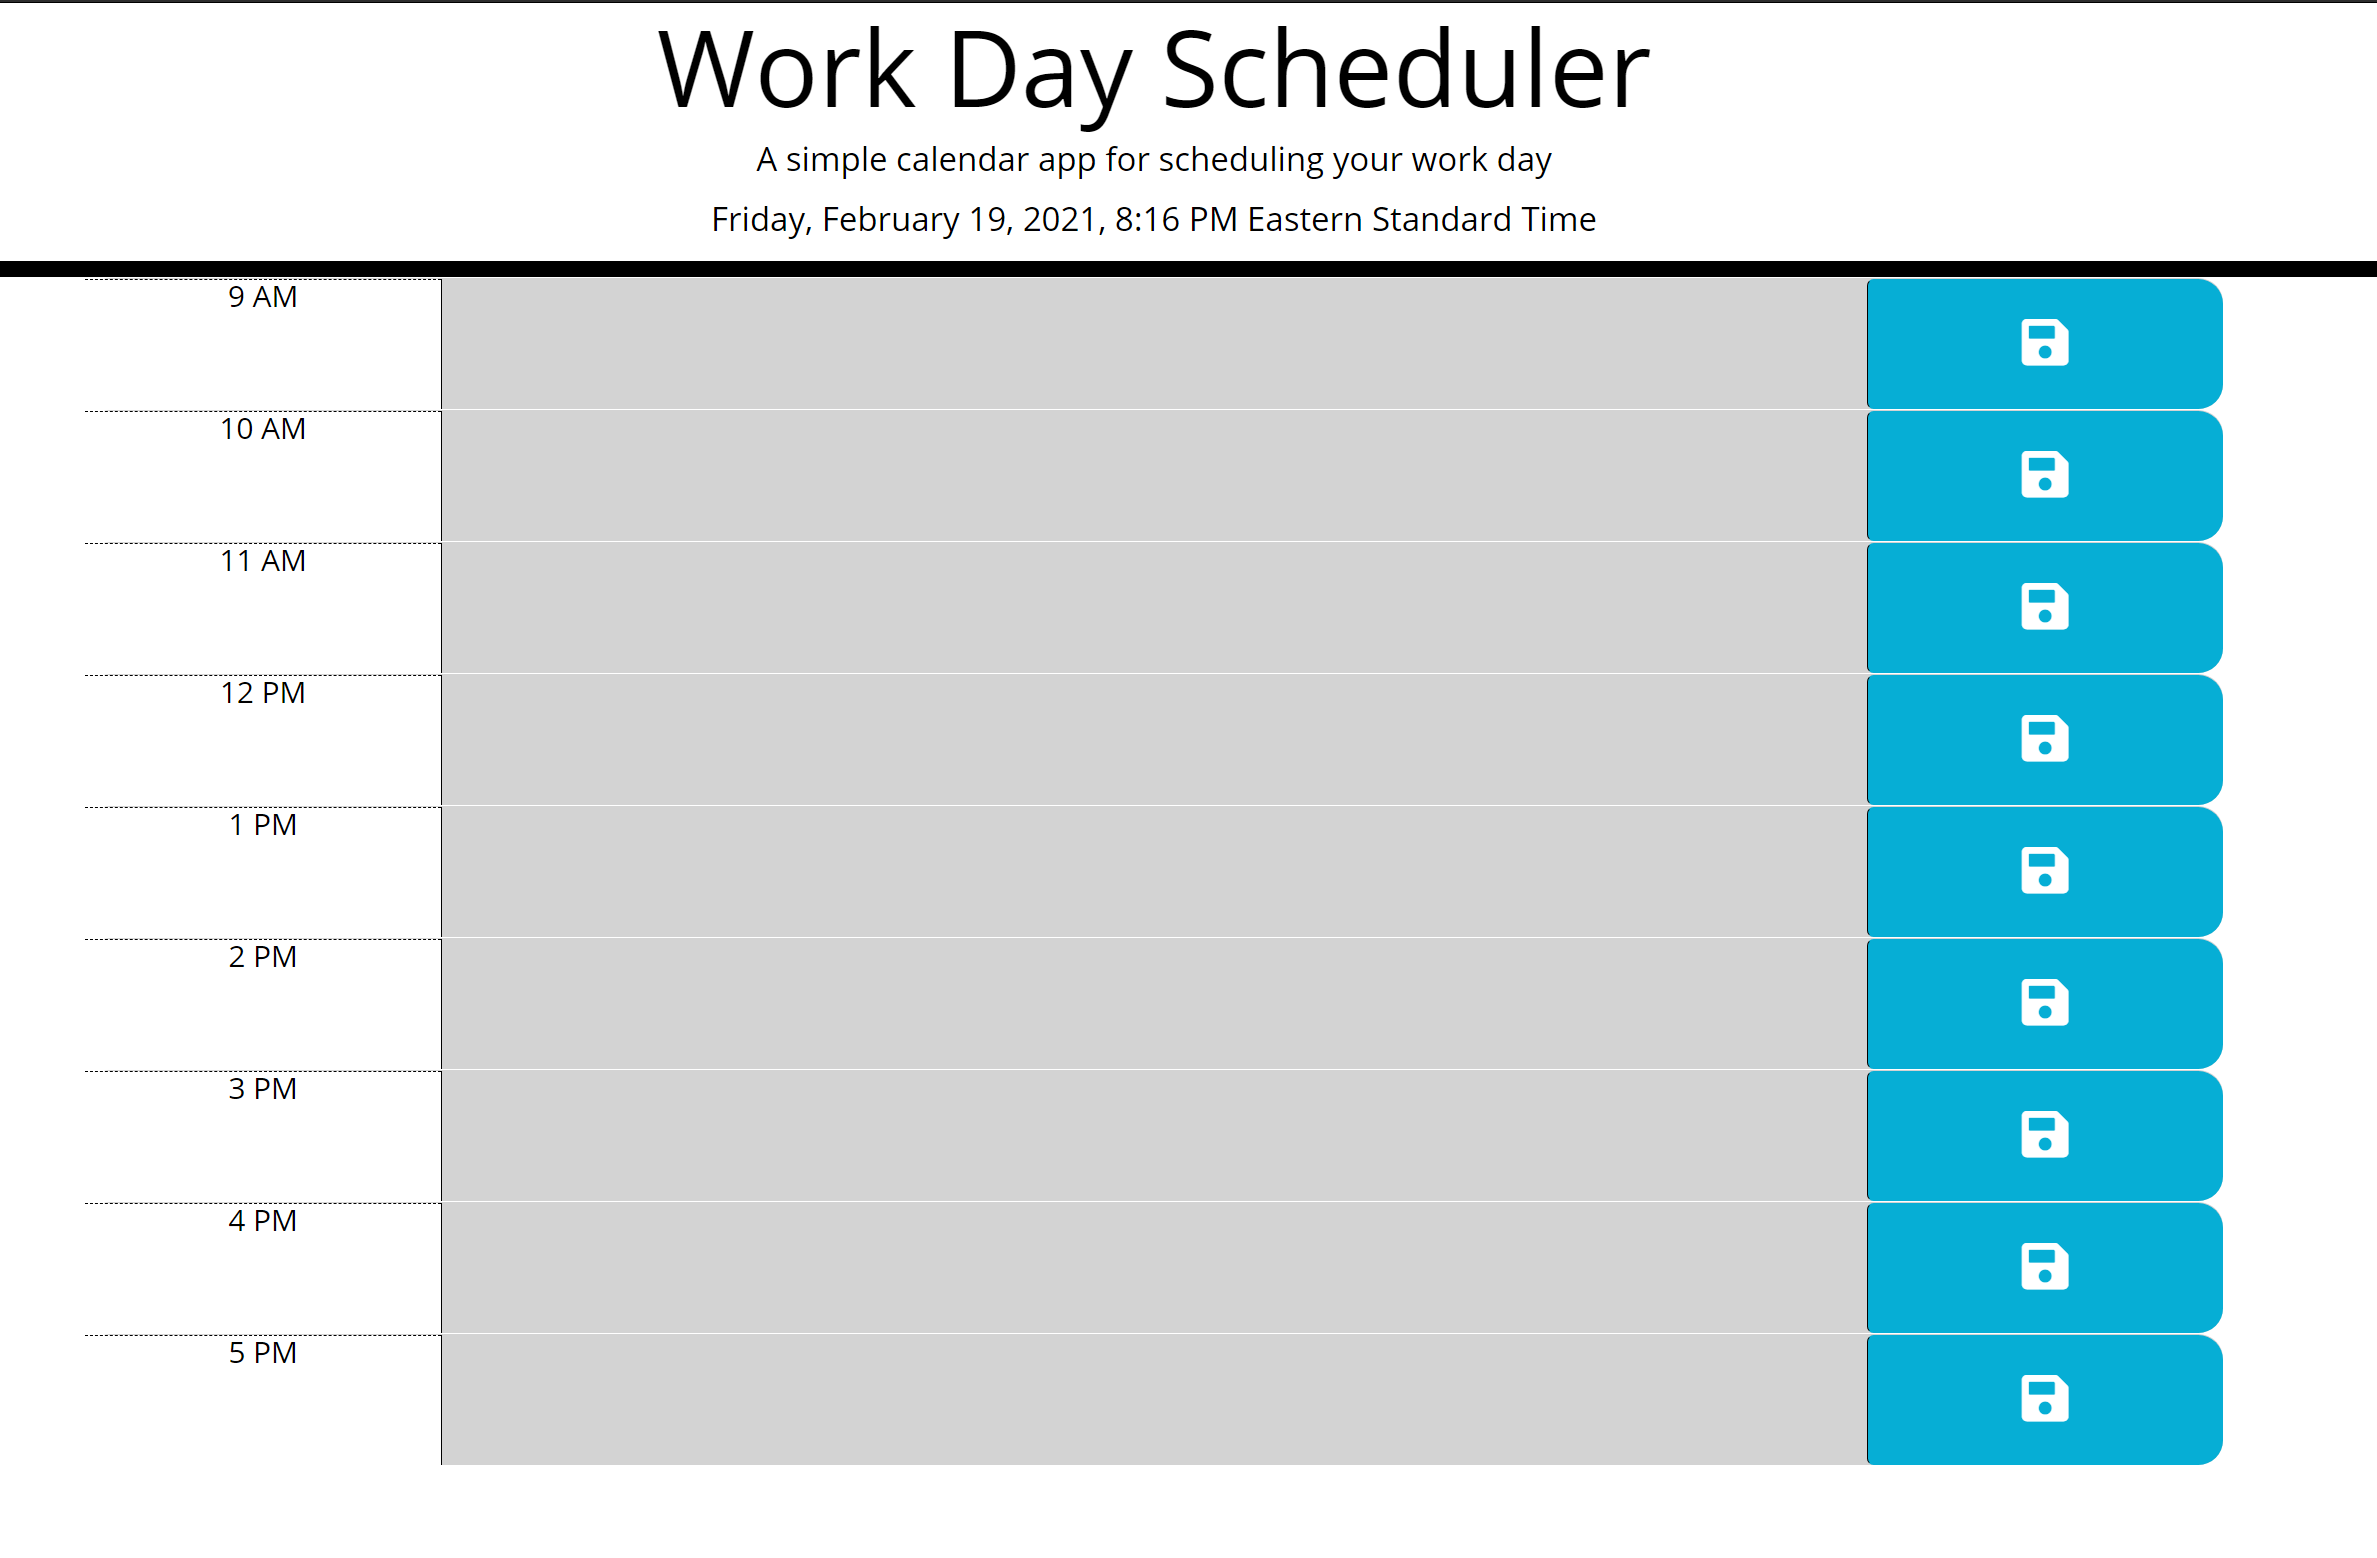 Work Day Scheduler
A simple calendar app for scheduling your work day
Friday, February 19, 2021, 8:16 PM Eastern Standard Time
9 AM
10 AM
11 AM
12 PM
1 PM
2 PM
3 PM
4 PM
5 PM